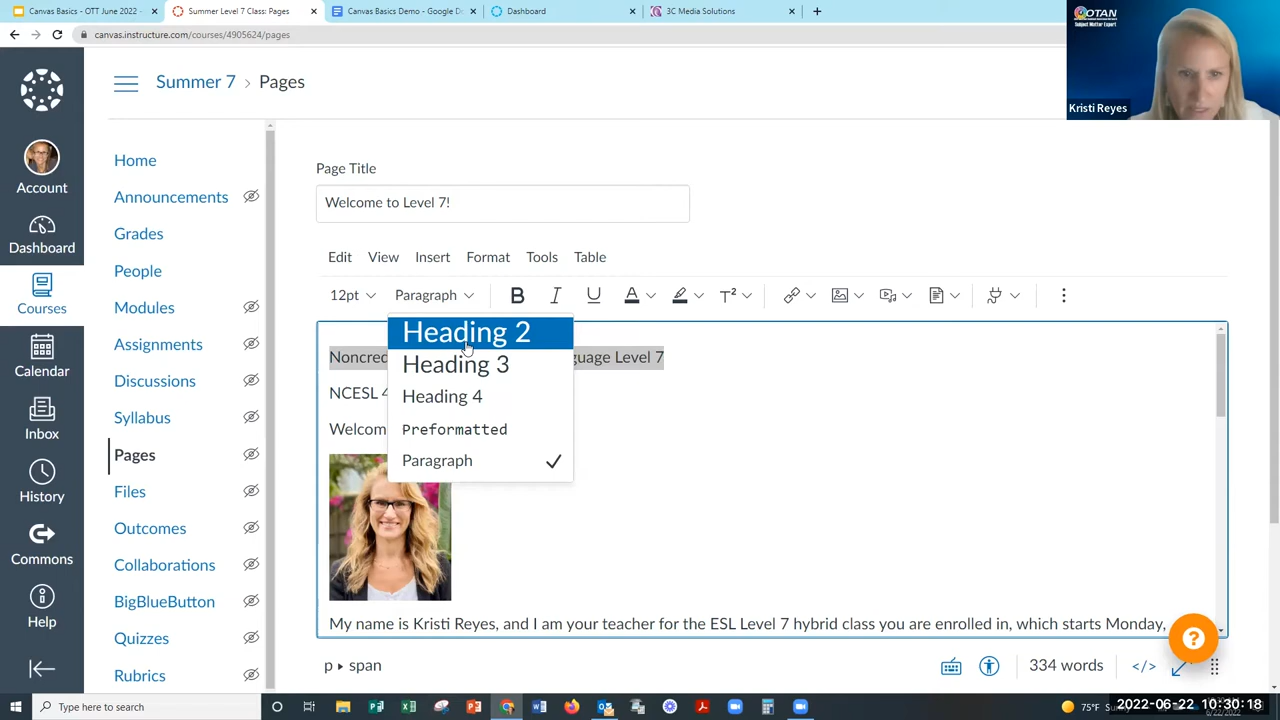 Canvas Basics - OTT June 2022
Summer Level 7 Class: Pages
Canvas Basics Demo - Google D
Dashboard
3C Media Solutions
canvas.instructure.com/courses/4905624/pages
OTAN
Subject Matter Expert
Kristi Reyes
Summer 7 > Pages
Account
Dashboard
Courses
Calendar
Inbox
History
Commons
Help
Home
Announcements
Grades
People
Modules
Assignments
Discussions
Syllabus
Pages
Files
Outcomes
Collaborations
BigBlueButton
Quizzes
Rubrics
Page Title
Welcome to Level 7!
Edit View Insert Format Tools Table
12pt Paragraph B I U A T²
Heading 2
Heading 3
Heading 4
Preformatted
Paragraph
Noncred guage Level 7
NCESL 4
Welcom
My name is Kristi Reyes, and I am your teacher for the ESL Level 7 hybrid class you are enrolled in, which starts Monday,
p ▸ span
334 words
</>
Type here to search
75°F
2022-06-22 10:30:18